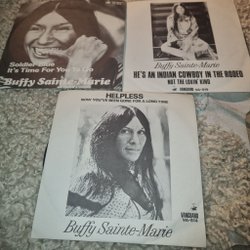 Soldier Blue
It's Time For You To Go
Buffy Sainte-Marie
Buffy Sainte-Marie
HE'S AN INDIAN COWBOY IN THE RODEO
NOT THE LOVIN' KIND
VANGUARD
HELPLESS
NOW YOU'VE BEEN GONE FOR A LONG TIME
VANGUARD
Buffy Sainte-Marie